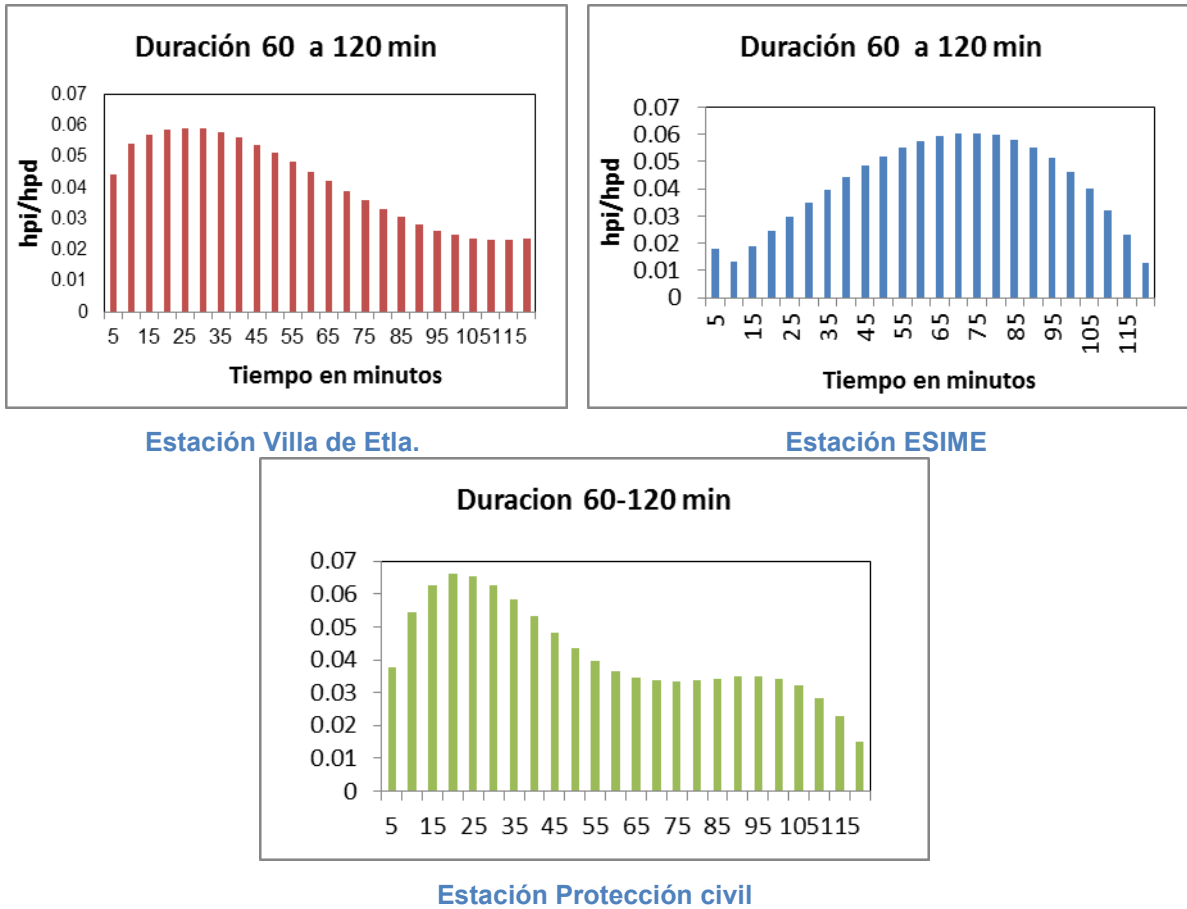 Duración 60 a 120 min
0.07
0.06
0.05
0.04
0.03
0.02
0.01
0
hpi/hpd
5 15 25 35 45 55 65 75 85 95 105 115
Tiempo en minutos
Estación Villa de Etla.
Duración 60 a 120 min
0.07
0.06
0.05
0.04
0.03
0.02
0.01
0
hpi/hpd
5 15 25 35 45 55 65 75 85 95 105 115
Tiempo en minutos
Estación ESIME
Duracion 60-120 min
0.07
0.06
0.05
0.04
0.03
0.02
0.01
0
5 15 25 35 45 55 65 75 85 95 105 115
Estación Protección civil